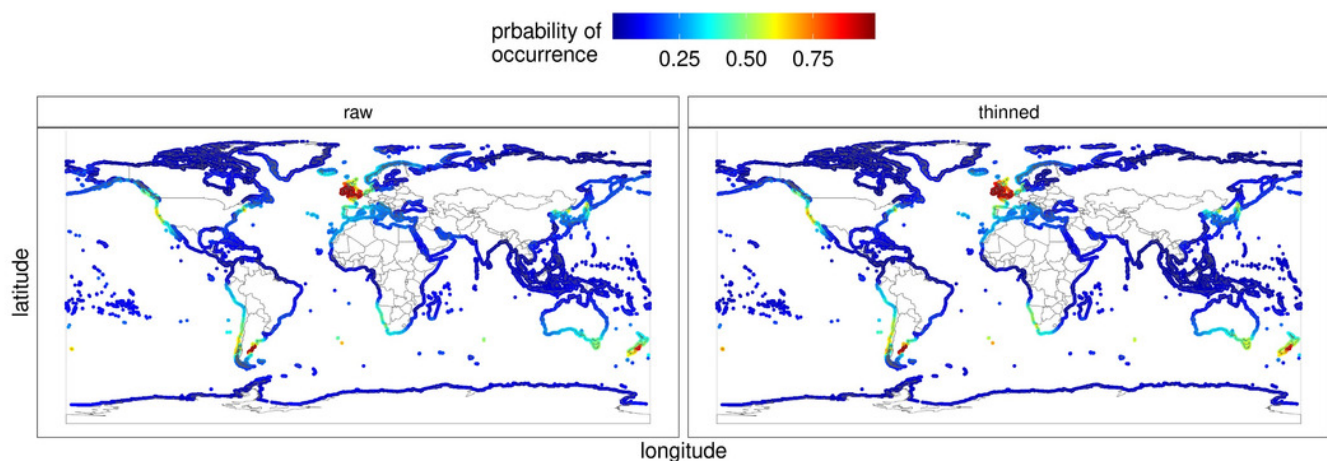 prbability of
occurrence
0.25 0.50 0.75
raw
thinned
latitude
longitude